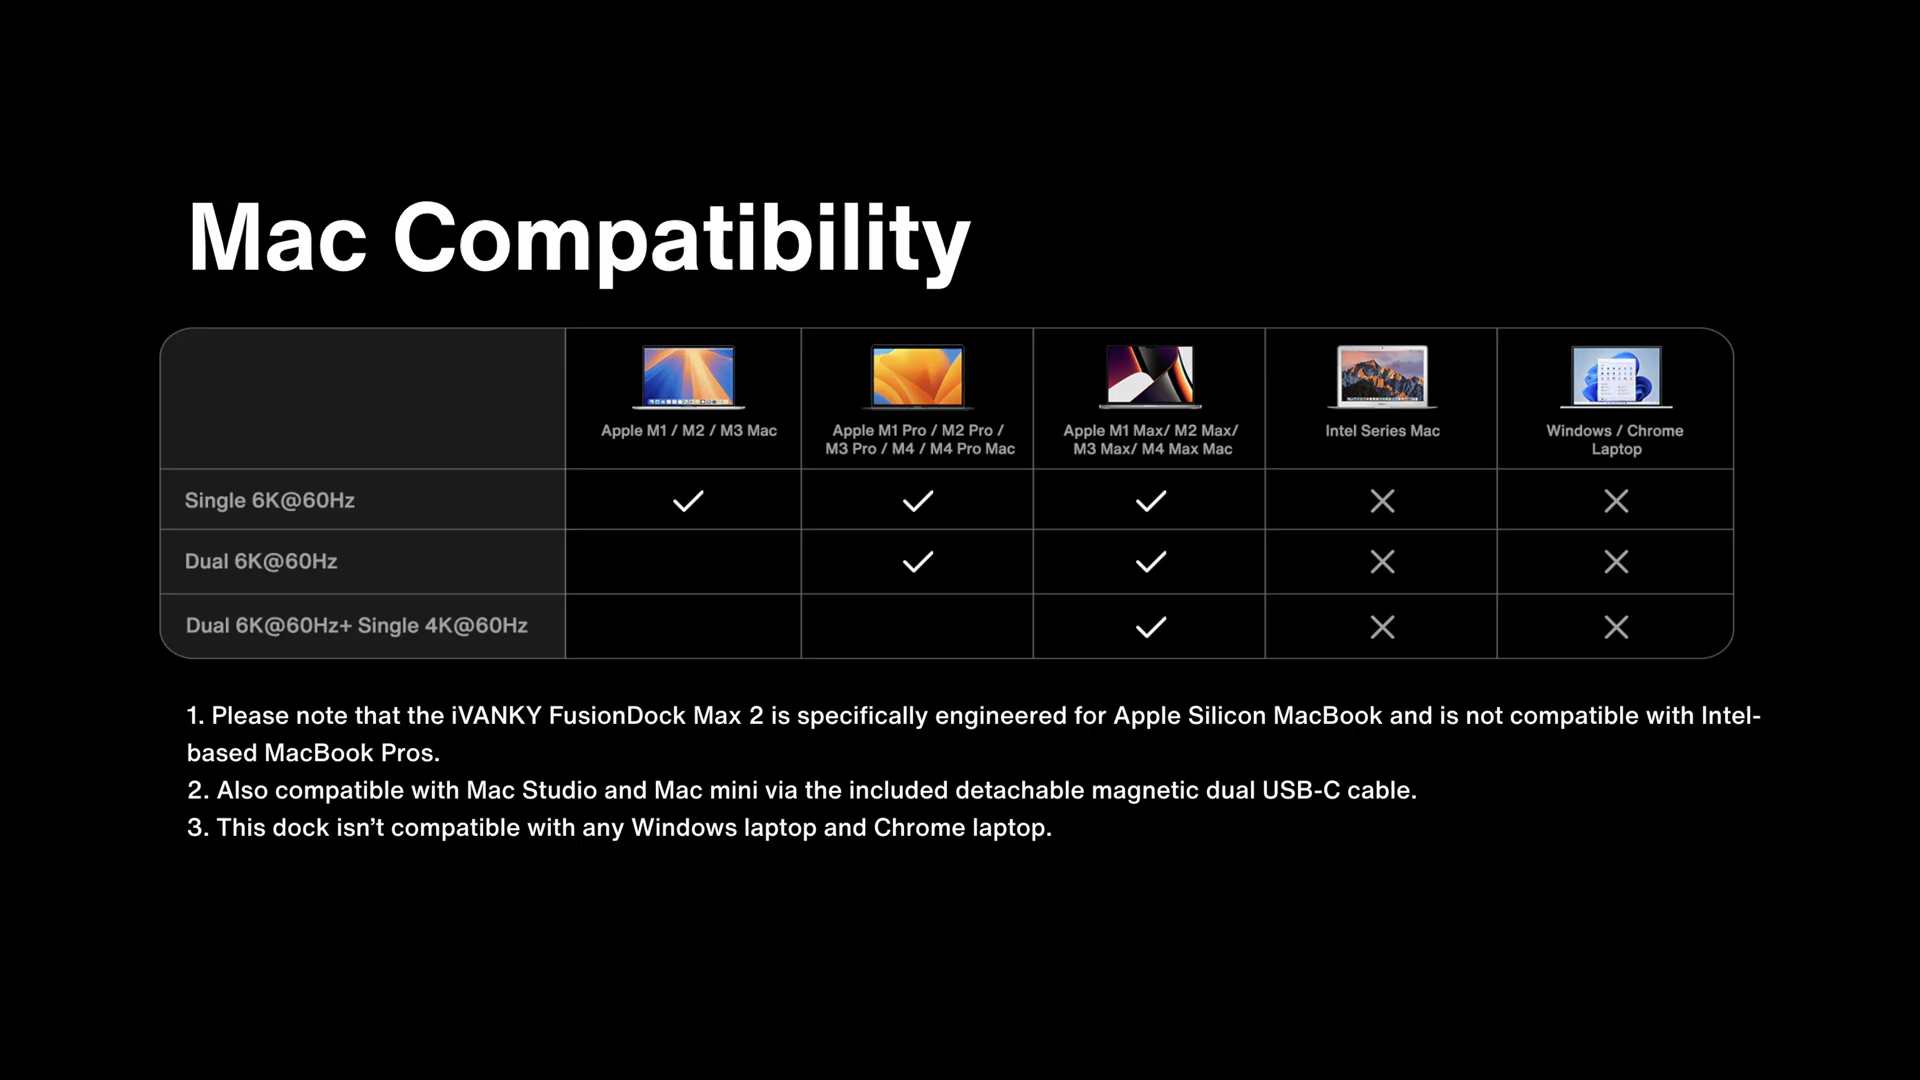 Mac Compatibility
Apple M1 / M2 / M3 Mac
Apple M1 Pro / M2 Pro /
M3 Pro / M4 / M4 Pro Mac
Apple M1 Max/ M2 Max/
M3 Max/ M4 Max Mac
Intel Series Mac
Windows / Chrome
Laptop
Single 6K@60Hz
Dual 6K@60Hz
Dual 6K@60Hz+ Single 4K@60Hz
1. Please note that the iVANKY FusionDock Max 2 is specifically engineered for Apple Silicon MacBook and is not compatible with Intel-
based MacBook Pros.
2. Also compatible with Mac Studio and Mac mini via the included detachable magnetic dual USB-C cable.
3. This dock isn’t compatible with any Windows laptop and Chrome laptop.